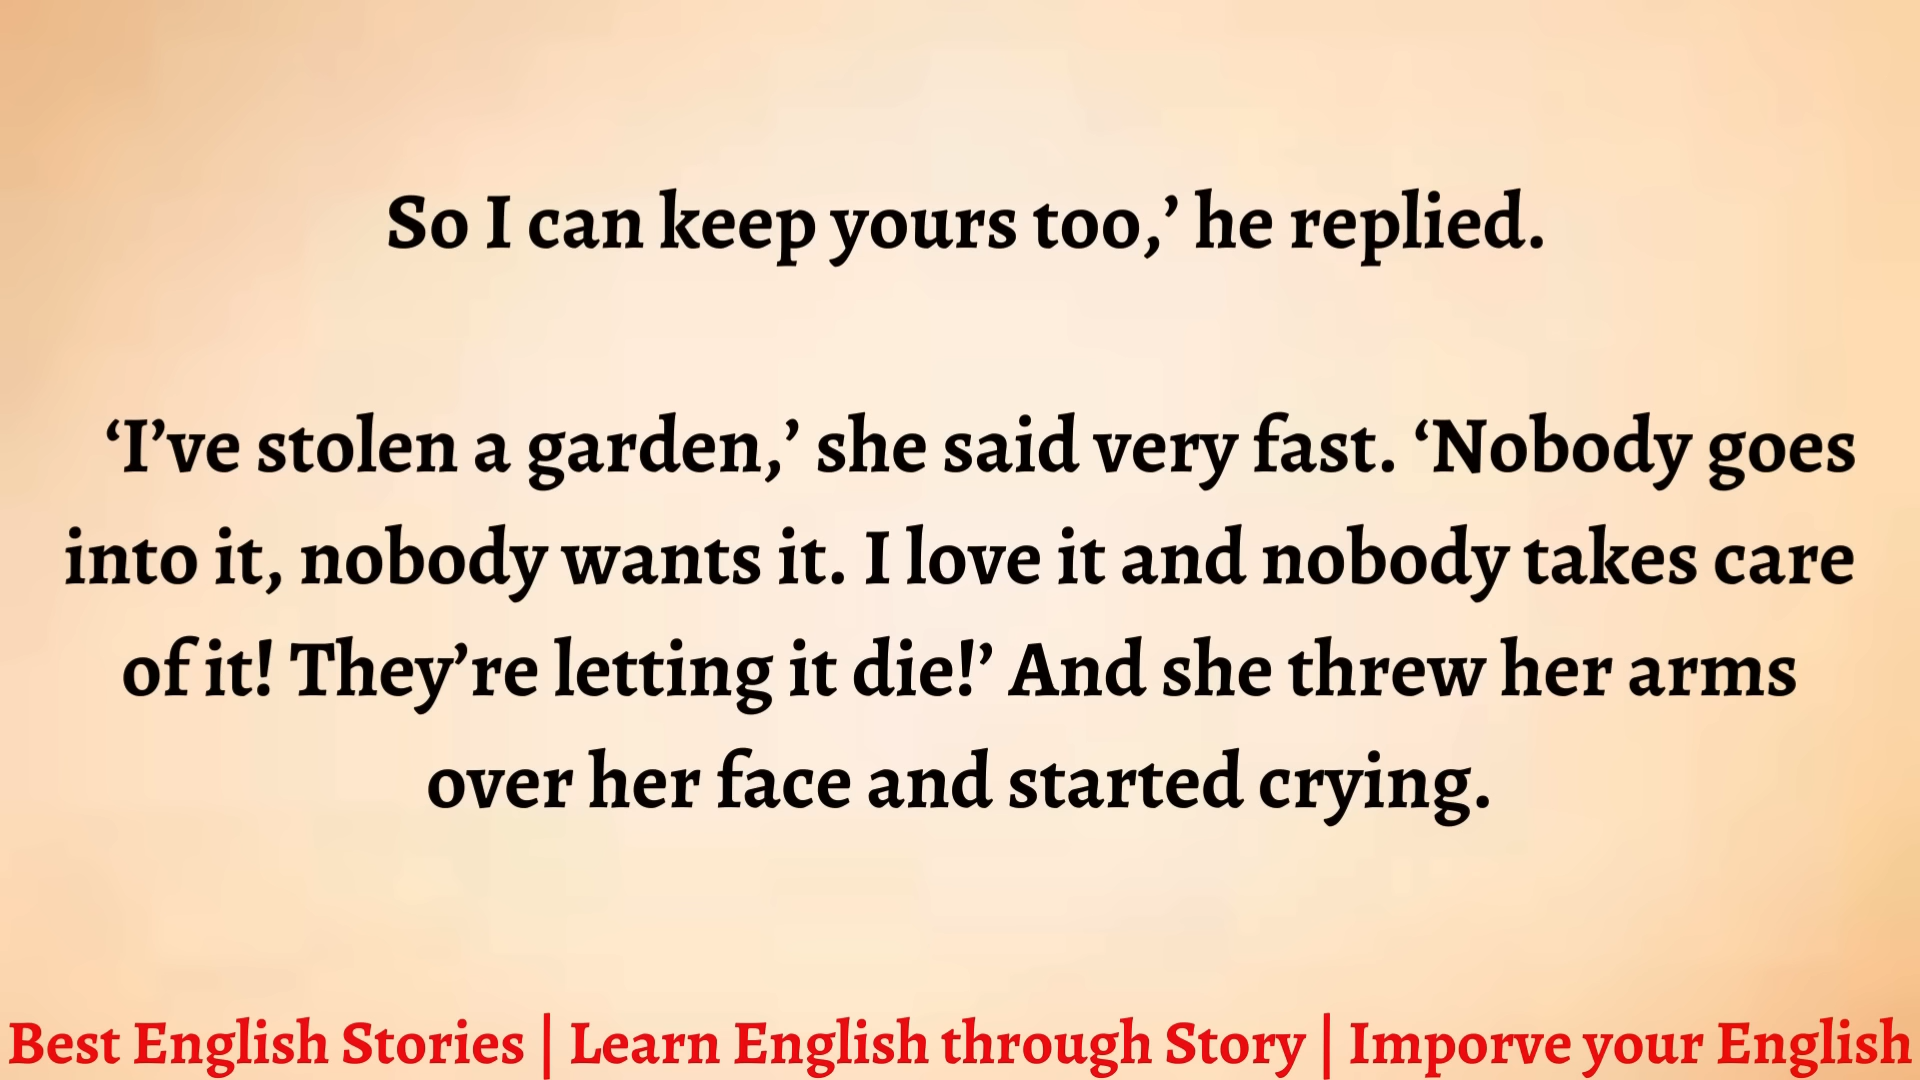 So I can keep yours too,’ he replied.
‘I’ve stolen a garden,’ she said very fast. ‘Nobody goes
into it, nobody wants it. I love it and nobody takes care
of it! They’re letting it die!’ And she threw her arms
over her face and started crying.
Best English Stories | Learn English through Story | Imporve your English